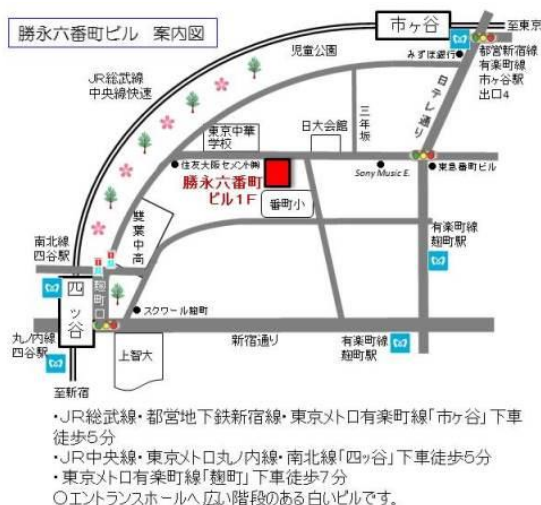 勝永六番町ビル 案内図
市ヶ谷
至東京
児童公園
みずほ銀行
都営新宿線
有楽町線
市ヶ谷駅
出口4
JR総武線
中央線快速
日テレ通り
三年坂
東京中華
学校
日大会館
住友大阪セメント㈱
Sony Music E.
東急番町ビル
勝永六番町
ビル1F
番町小
雙葉中高
南北線
四谷駅
有楽町線
麹町駅
麹町口
四ッ谷
スクワール麹町
丸ノ内線
四谷駅
新宿通り
有楽町線
麹町駅
上智大
至新宿
・JR総武線・都営地下鉄新宿線・東京メトロ有楽町線「市ヶ谷」下車
徒歩5分
・JR中央線・東京メトロ丸ノ内線・南北線「四ッ谷」下車徒歩5分
・東京メトロ有楽町線「麹町」下車徒歩7分
○エントランスホールへ広い階段のある白いビルです。